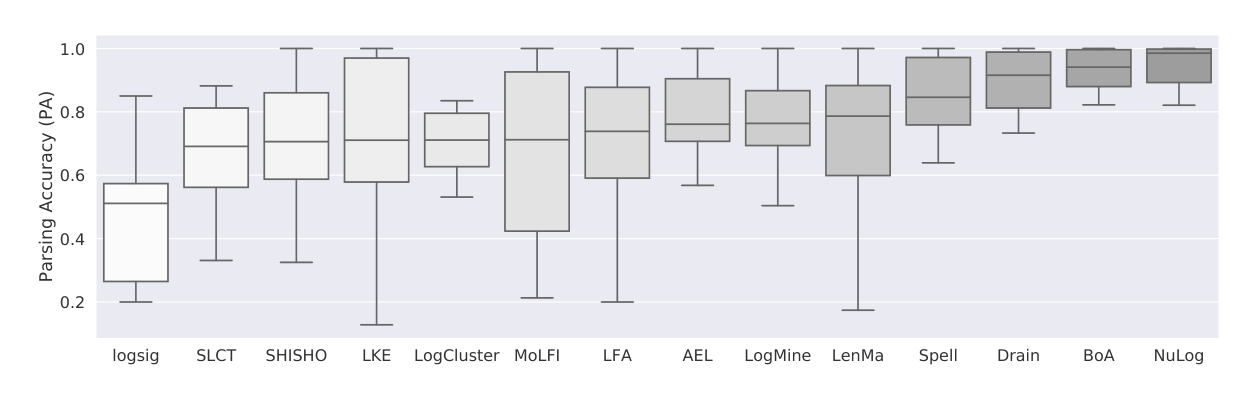 Parsing Accuracy (PA)
1.0
0.8
0.6
0.4
0.2
logsig SLCT SHISHO LKE LogCluster MoLFI LFA AEL LogMine LenMa Spell Drain BoA NuLog